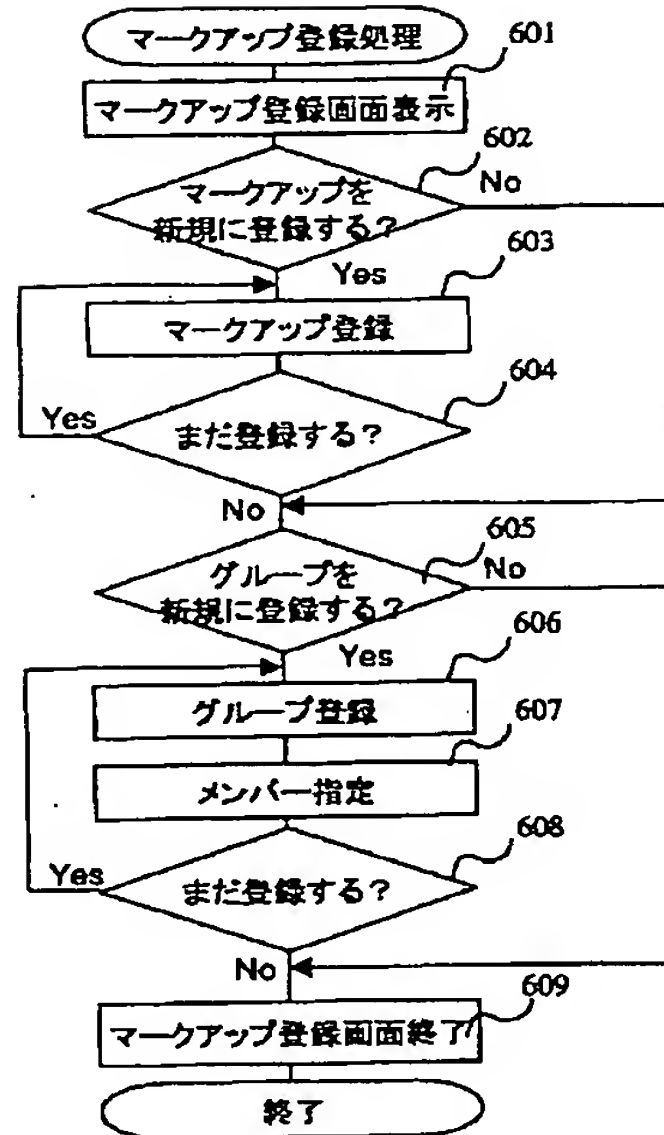 マークアップ登録処理
601
マークアップ登録画面表示
602
マークアップを
新規に登録する?
No
Yes
603
マークアップ登録
604
まだ登録する?
Yes
No
605
グループを
新規に登録する?
No
Yes
606
グループ登録
607
メンバー指定
608
まだ登録する?
Yes
No
609
マークアップ登録画面終了
終了